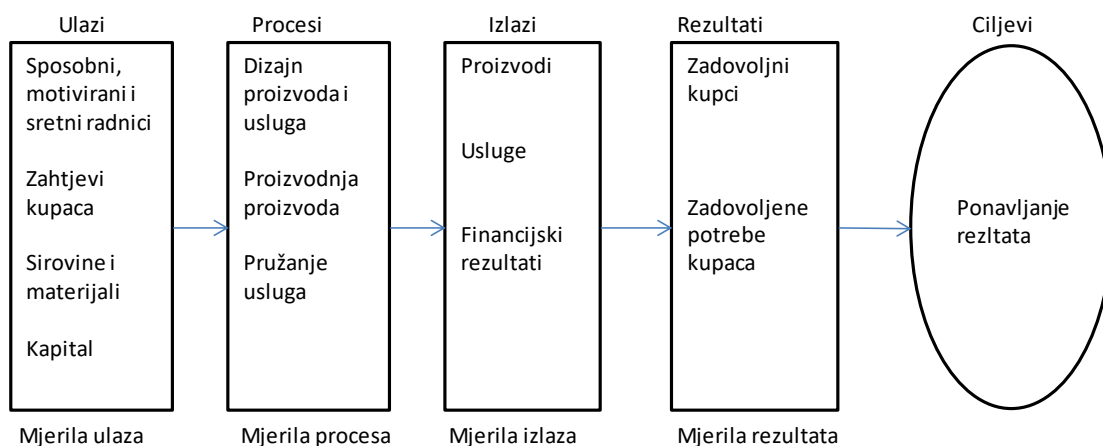 Ulazi
Sposobni,
motivirani i
sretni radnici
Zahtjevi
kupaca
Sirovine i
materijali
Kapital
Mjerila ulaza
Procesi
Dizajn
proizvoda i
usluga
Proizvodnja
proizvoda
Pružanje
usluga
Mjerila procesa
Izlazi
Proizvodi
Usluge
Financijski
rezultati
Mjerila izlaza
Rezultati
Zadovoljni
kupci
Zadovoljene
potrebe
kupaca
Mjerila rezultata
Ciljevi
Ponavljanje
rezltata